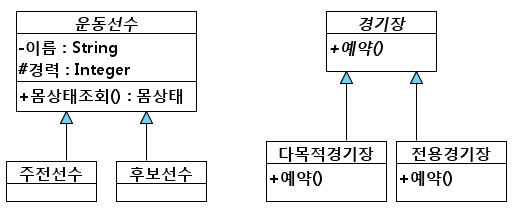 운동선수
-이름 : String
#경력 : Integer
+몸상태조회() : 몸상태
주전선수
후보선수
경기장
+예약()
다목적경기장
+예약()
전용경기장
+예약()